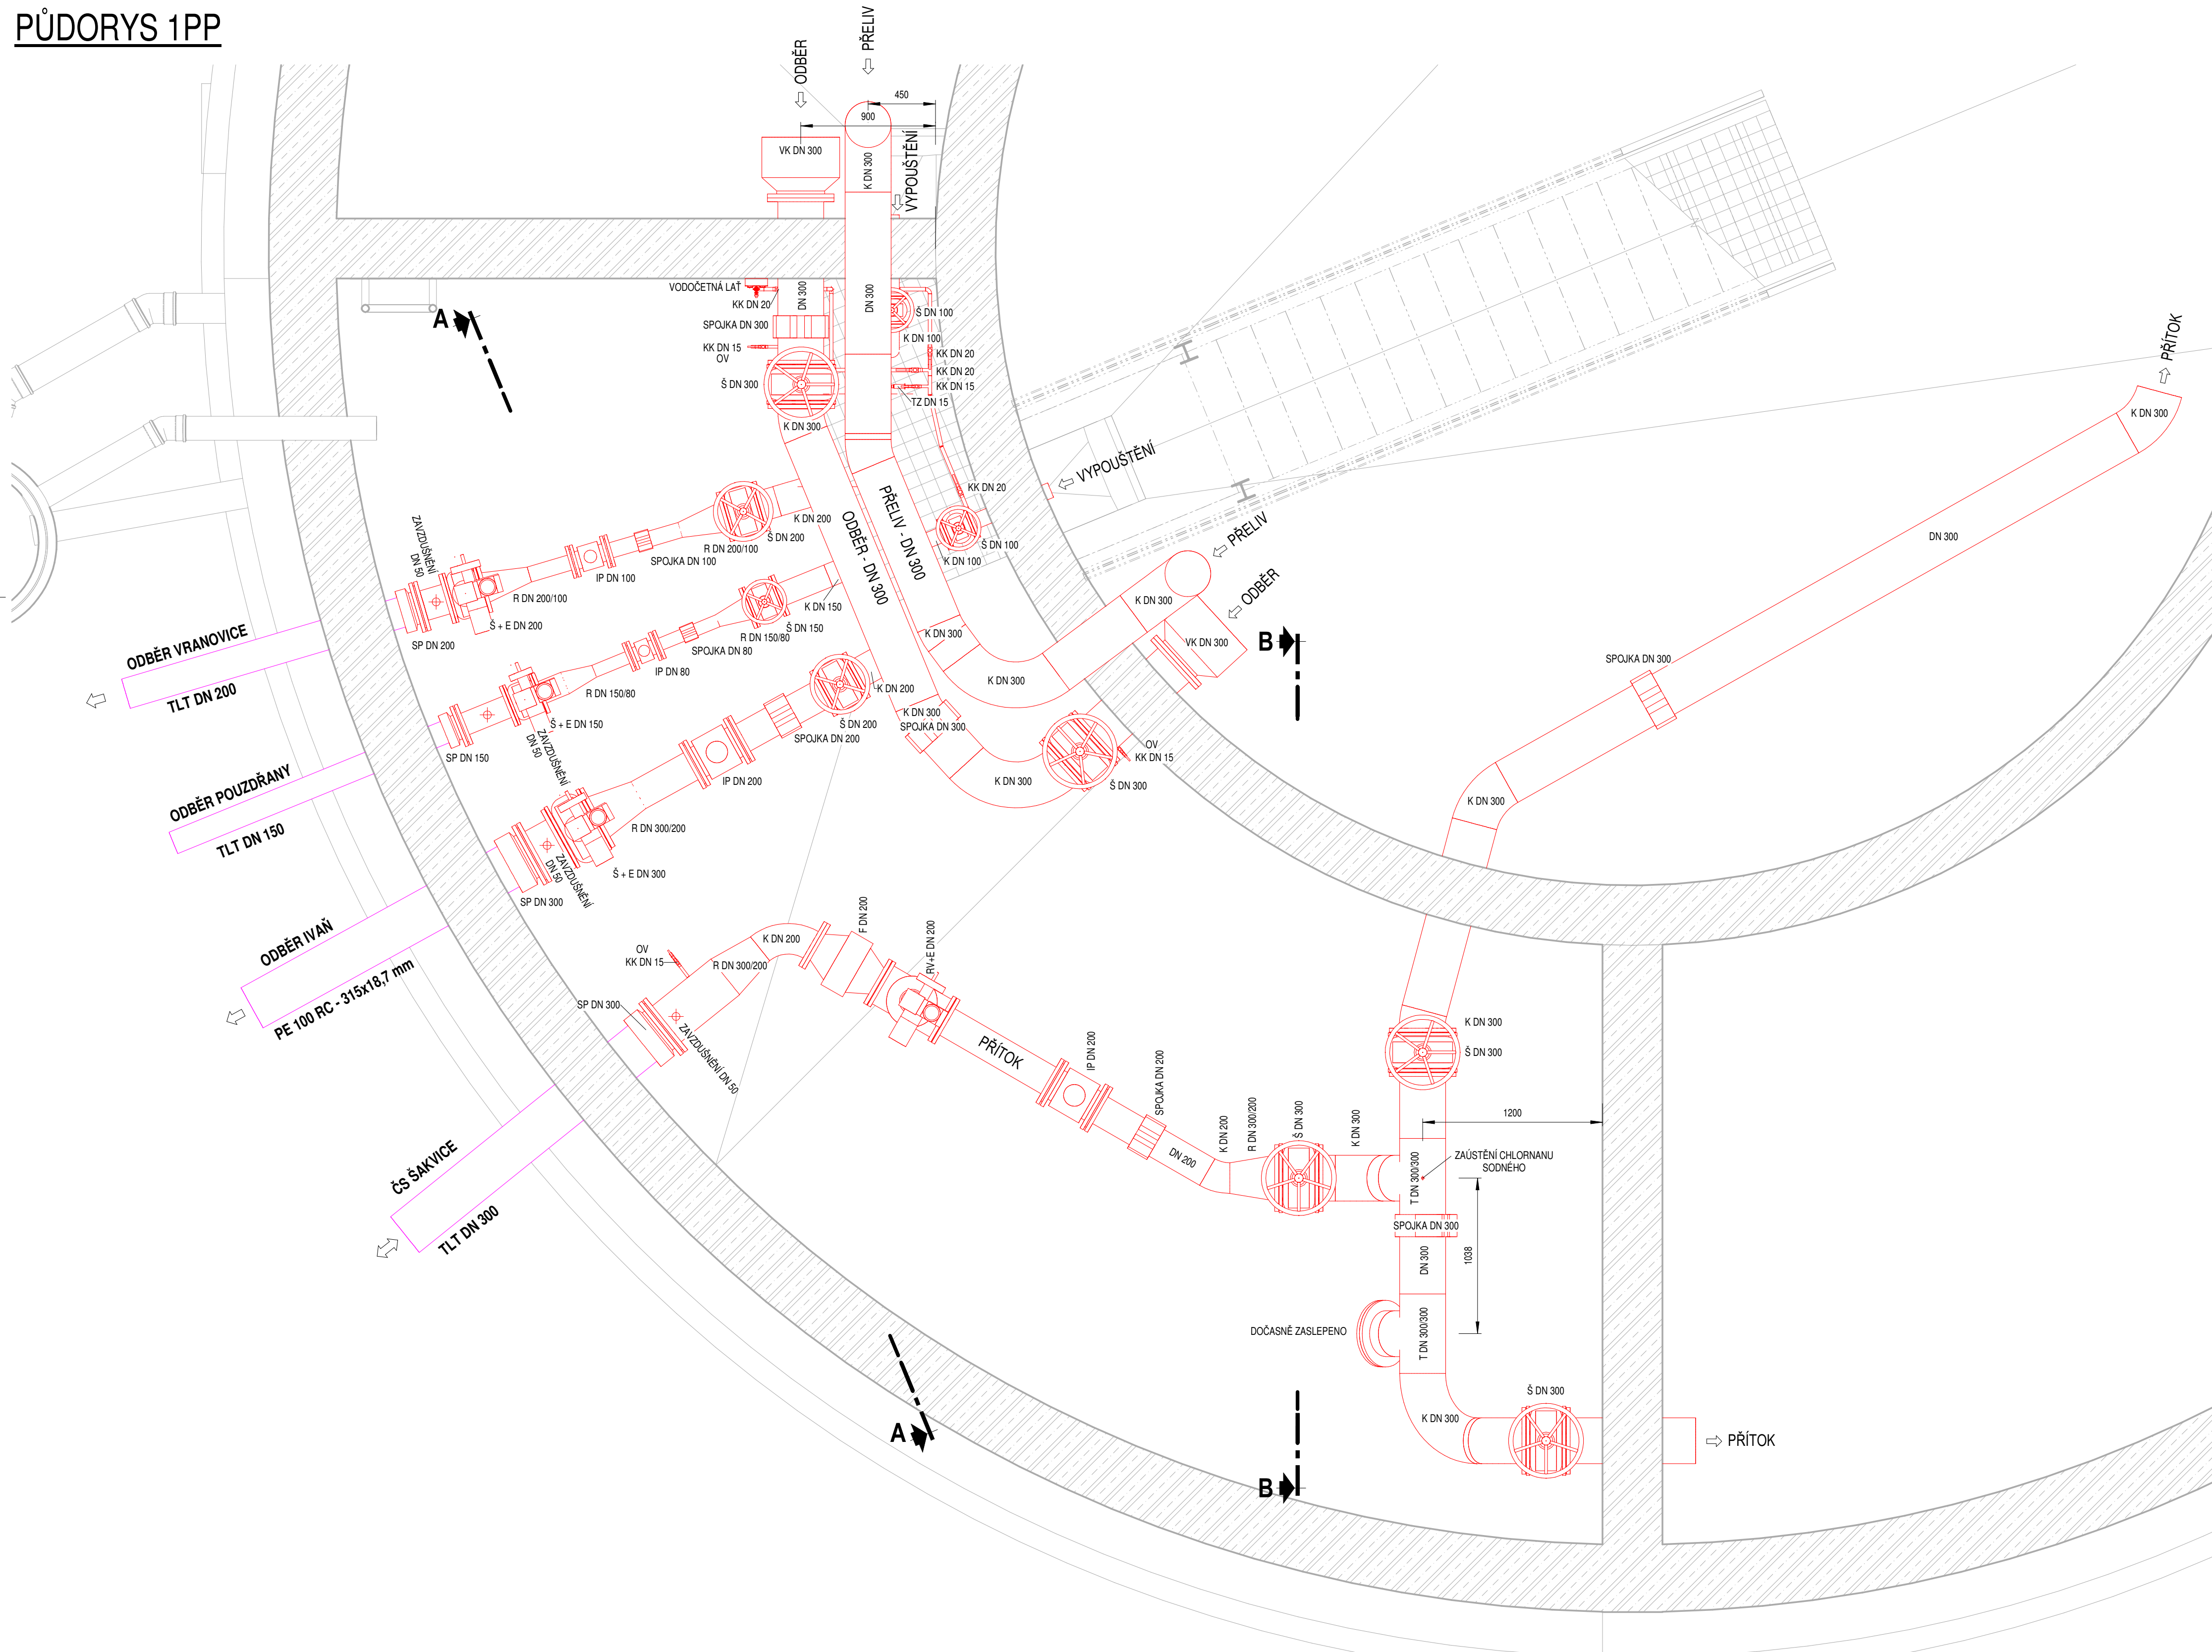 PŮDORYS 1PP
ODBĚR
PŘELIV
450
900
VK DN 300
K DN 300
VYPOUŠTĚNÍ
VODOČETNÁ LAŤ
KK DN 20
DN 300
DN 300
Š DN 100
SPOJKA DN 300
K DN 100
KK DN 15
OV
KK DN 20
KK DN 20
Š DN 300
KK DN 15
TZ DN 15
A
K DN 300
PŘÍTOK
K DN 300
VYPOUŠTĚNÍ
KK DN 20
K DN 200
Š DN 200
R DN 200/100
SPOJKA DN 100
IP DN 100
R DN 200/100
ZAVZDUŠNĚNÍ
DN 50
Š + E DN 200
SP DN 200
ODBĚR - DN 300
PŘELIV - DN 300
Š DN 100
K DN 100
PŘELIV
ODBĚR
DN 300
K DN 300
VK DN 300
B
K DN 150
Š DN 150
R DN 150/80
SPOJKA DN 80
IP DN 80
R DN 150/80
Š + E DN 150
ZAVZDUŠNĚNÍ
DN 50
SP DN 150
K DN 300
K DN 300
ODBĚR VRANOVICE
TLT DN 200
K DN 200
K DN 300
SPOJKA DN 300
Š DN 200
SPOJKA DN 200
IP DN 200
R DN 300/200
Š + E DN 300
ZAVZDUŠNĚNÍ
DN 50
SP DN 300
SPOJKA DN 300
OV
KK DN 15
Š DN 300
K DN 300
K DN 300
ODBĚR POUZDŘANY
TLT DN 150
ODBĚR IVAŇ
PE 100 RC - 315x18,7 mm
OV
KK DN 15
R DN 300/200
K DN 200
F DN 200
RV+E DN 200
SP DN 300
ZAVZDUŠNĚNÍ DN 50
PŘÍTOK
IP DN 200
SPOJKA DN 200
DN 200
K DN 200
R DN 300/200
Š DN 300
K DN 300
K DN 300
Š DN 300
1200
T DN 300/300
ZAÚSTĚNÍ CHLORNANU
SODNÉHO
SPOJKA DN 300
DN 300
1038
ČS ŠAKVICE
TLT DN 300
DOČASNĚ ZASLEPENO
T DN 300/300
Š DN 300
K DN 300
PŘÍTOK
A
B